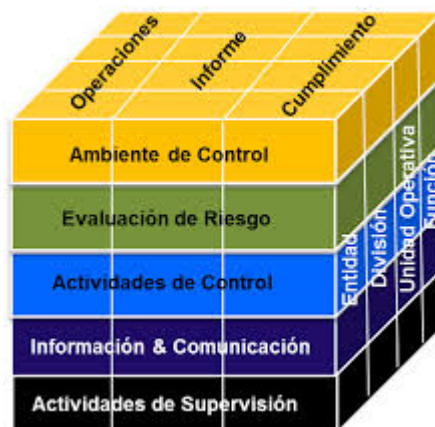 Operaciones
Informe
Cumplimiento
Ambiente de Control
Evaluación de Riesgo
Actividades de Control
Información & Comunicación
Actividades de Supervisión
Entidad
División
Unidad Operativa
Función